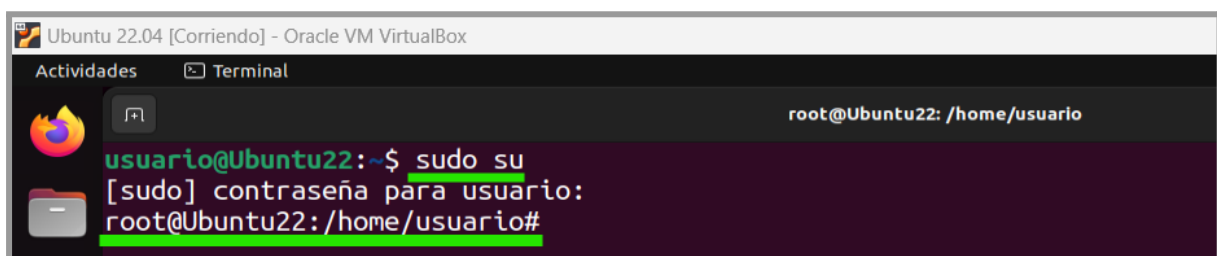 Ubuntu 22.04 [Corriendo] - Oracle VM VirtualBox
Actividades Terminal
root@Ubuntu22: /home/usuario
usuario@Ubuntu22:~$ sudo su
[sudo] contraseña para usuario:
root@Ubuntu22:/home/usuario#